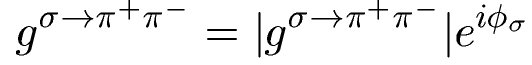 $g^{\sigma \to \pi^+ \pi^-} = |g^{\sigma \to \pi^+ \pi^-}| e^{i\phi_\sigma}$